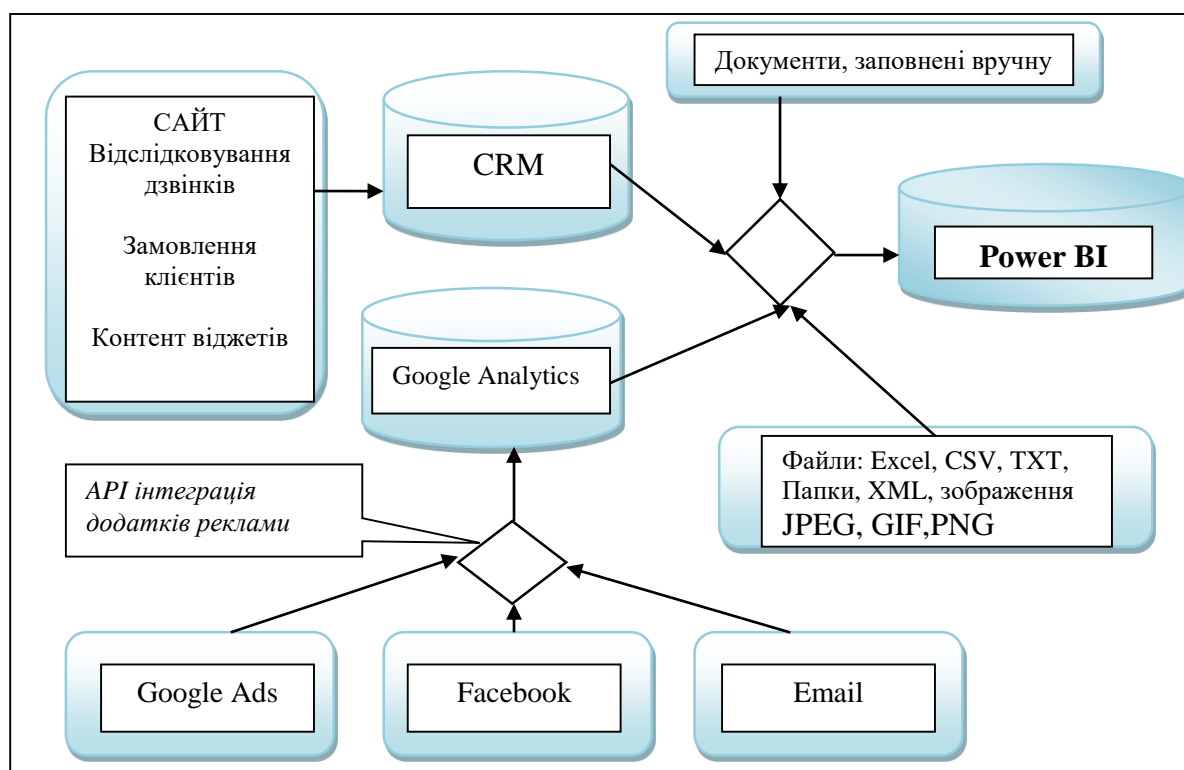 Документи, заповнені вручну
САЙТ
Відслідковування
дзвінків
Замовлення
клієнтів
Контент віджетів
CRM
Power BI
Google Analytics
Файли: Excel, CSV, TXT,
Папки, XML, зображення
JPEG, GIF,PNG
API інтеграція
додатків реклами
Google Ads
Facebook
Email